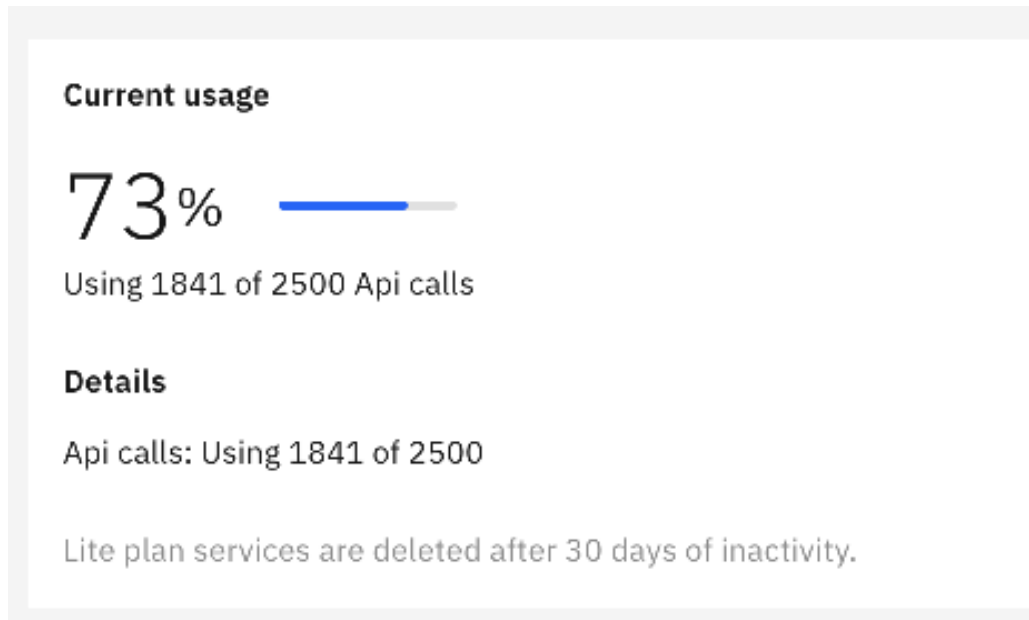 Current usage
73%
Using 1841 of 2500 Api calls
Details
Api calls: Using 1841 of 2500
Lite plan services are deleted after 30 days of inactivity.